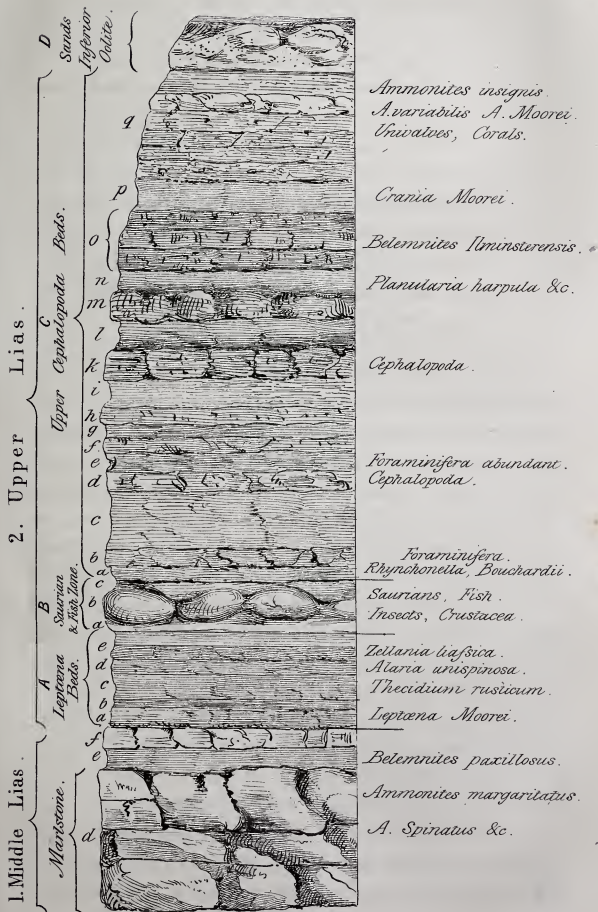 D
Sands
Inferior
Oolite.
2. Upper Lias.
C
Upper Cephalopoda Beds.
B
Saurian
& Fish Zone.
A
Leptæna
Beds.
1. Middle Lias.
Marlstone.
q
p
o
n
m
l
k
i
h
g
f
e
d
c
b
a
c
b
a
e
d
c
b
a
f
e
d
Ammonites insignis
A. variabilis A. Moorei.
Univalves, Corals.
Crania Moorei.
Belemnites Ilminsterensis.
Planularia harpula &c.
Cephalopoda.
Foraminifera abundant.
Cephalopoda.
Foraminifera.
Rhynchonella, Bouchardii.
Saurians, Fish.
Insects, Crustacea.
Zellania liassica.
Alaria unispinosa.
Thecidium rusticum.
Leptæna Moorei.
Belemnites paxillosus.
Ammonites margaritatus.
A. Spinatus &c.